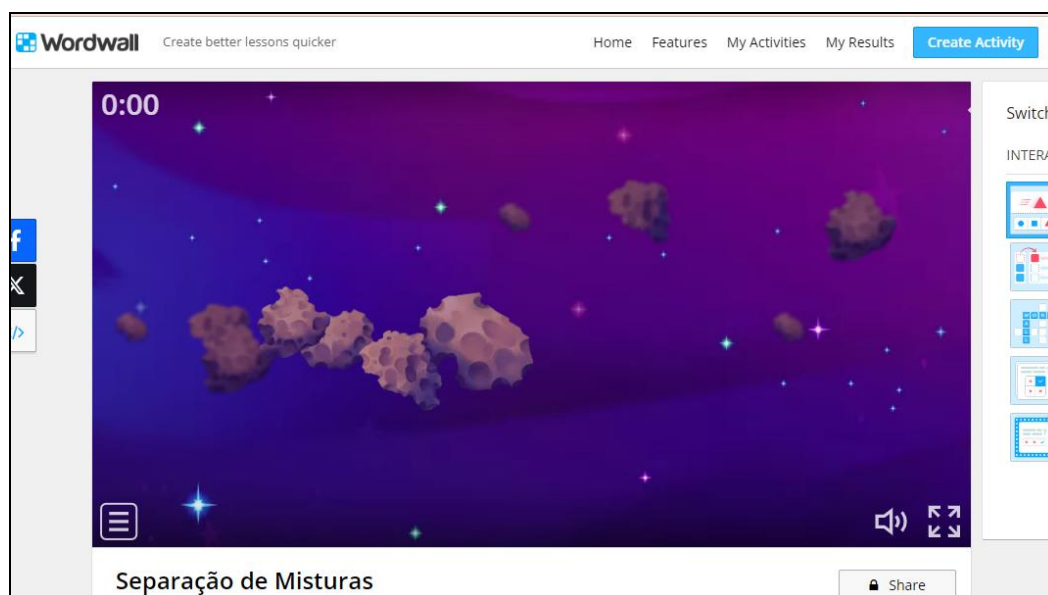 Wordwall Create better lessons quicker Home Features My Activities My Results Create Activity
0:00
Switch
INTERA
Separação de Misturas
Share